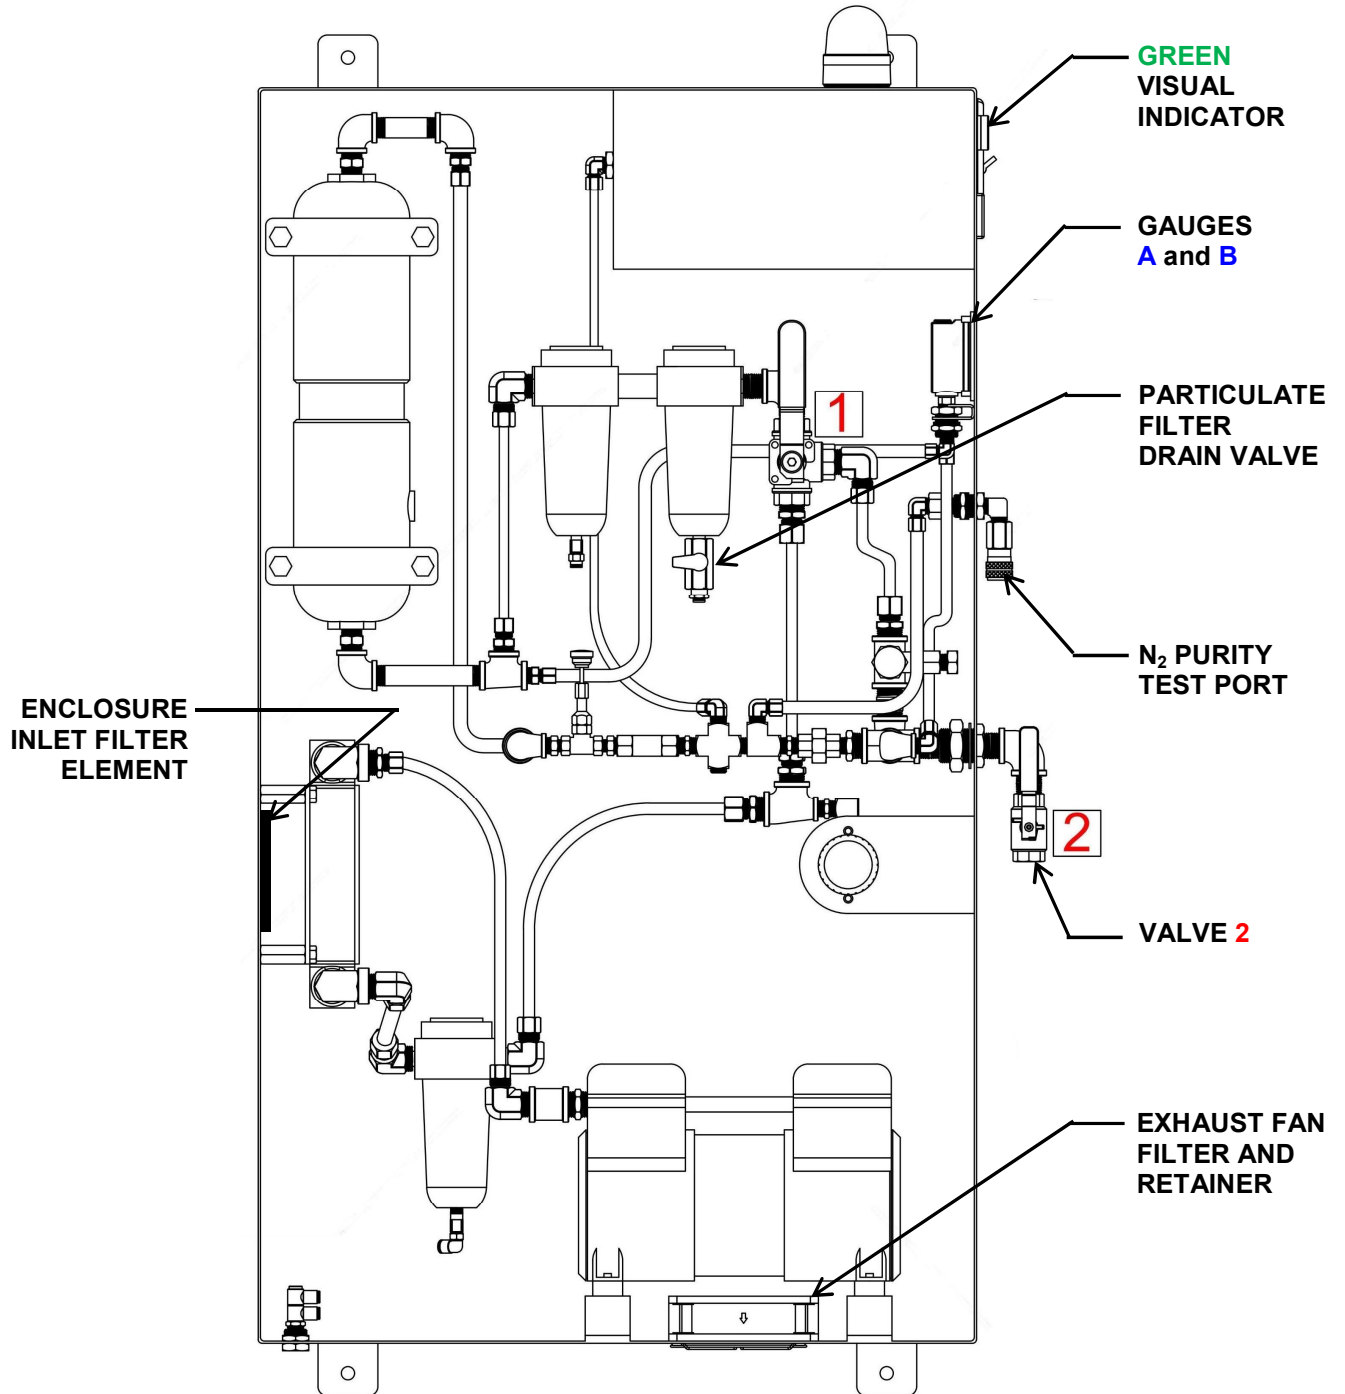 GREEN
VISUAL
INDICATOR
GAUGES
A and B
1
PARTICULATE
FILTER
DRAIN VALVE
N₂ PURITY
TEST PORT
ENCLOSURE
INLET FILTER
ELEMENT
2
VALVE 2
EXHAUST FAN
FILTER AND
RETAINER